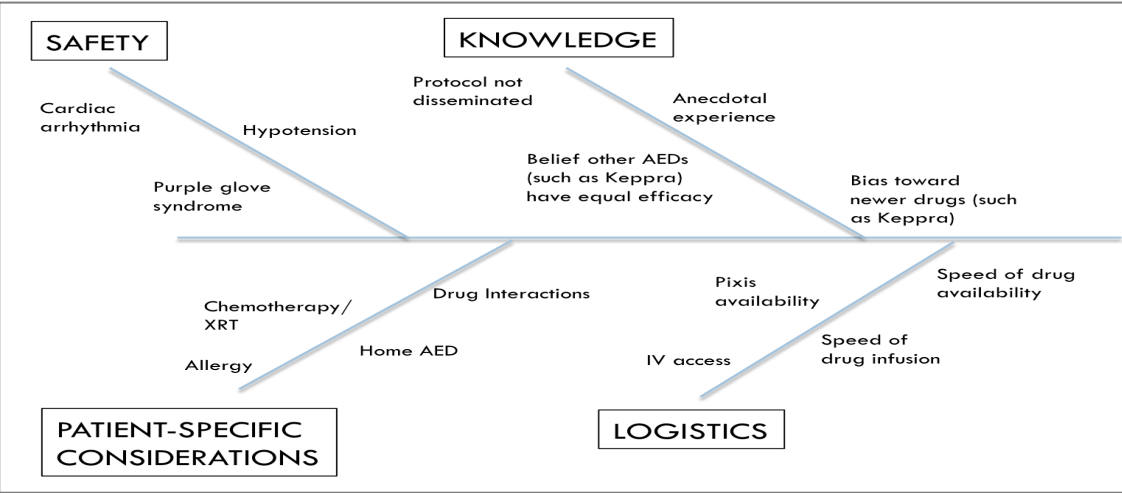 SAFETY
KNOWLEDGE
Cardiac
arrhythmia
Hypotension
Purple glove
syndrome
Protocol not
disseminated
Anecdotal
experience
Belief other AEDs
(such as Keppra)
have equal efficacy
Bias toward
newer drugs (such
as Keppra)
Chemotherapy/
XRT
Drug Interactions
Allergy
Home AED
Pixis
availability
Speed of drug
availability
IV access
Speed of
drug infusion
PATIENT-SPECIFIC
CONSIDERATIONS
LOGISTICS